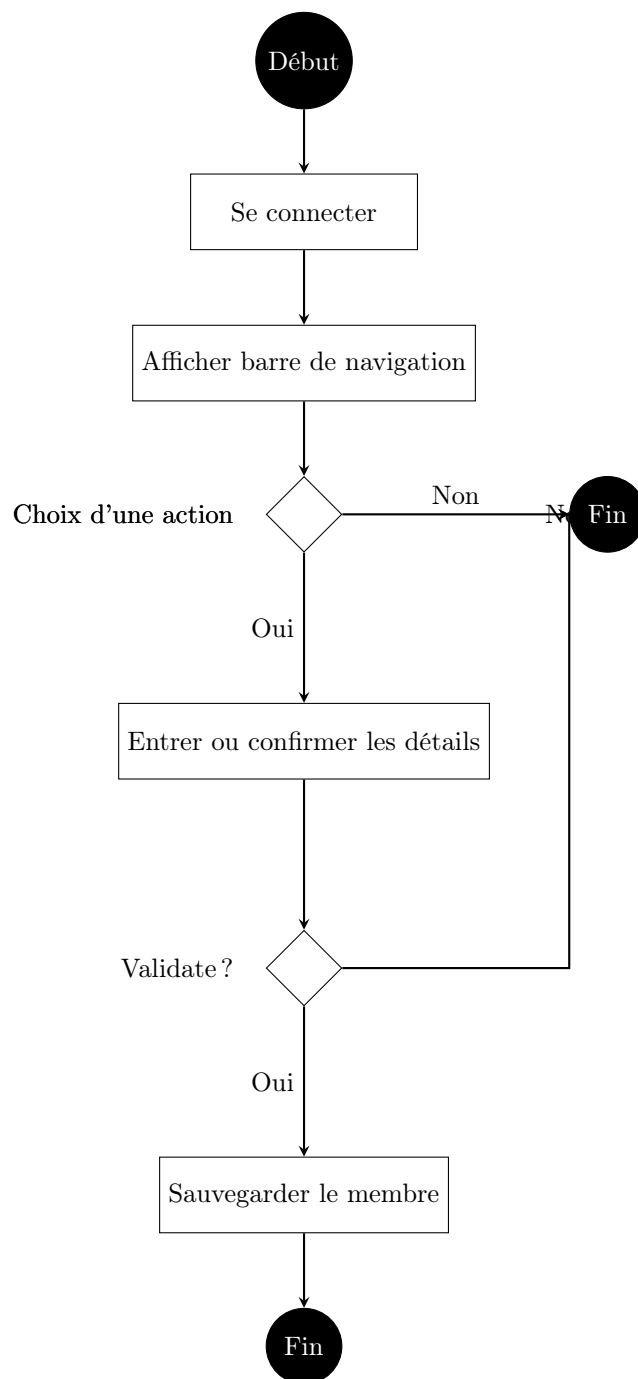 Début
Se connecter
Afficher barre de navigation
Choix d'une action
Non
Fin
Oui
Entrer ou confirmer les détails
Validate ?
Oui
Sauvegarder le membre
Fin